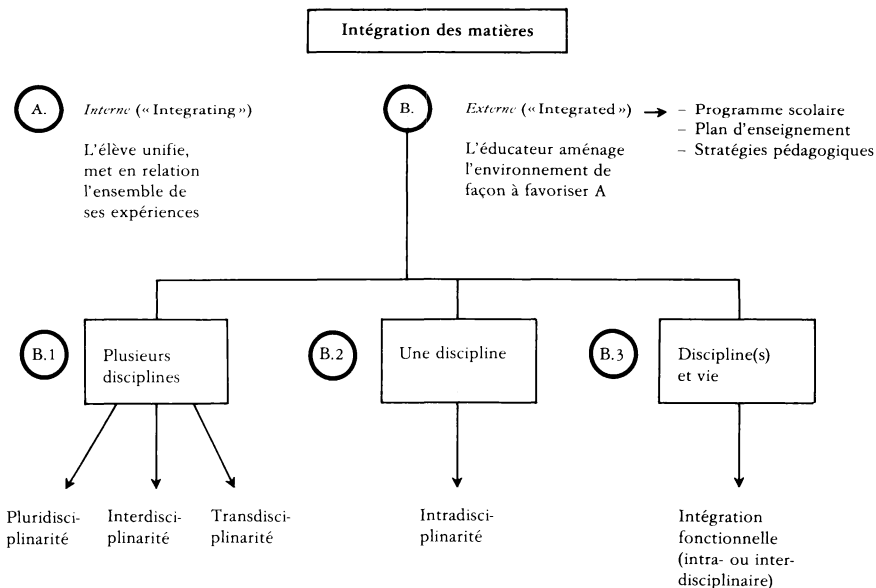 Intégration des matières
A.
Interne (« Integrating »)
L'élève unifie,
met en relation
l'ensemble de
ses expériences
B.
Externe (« Integrated »)
L'éducateur aménage
l'environnement de
façon à favoriser A
– Programme scolaire
– Plan d'enseignement
– Stratégies pédagogiques
B.1
Plusieurs
disciplines
B.2
Une discipline
B.3
Discipline(s)
et vie
Pluridisci-
plinarité
Interdisci-
plinarité
Transdisci-
plinarité
Intradisci-
plinarité
Intégration
fonctionnelle
(intra- ou inter-
disciplinaire)